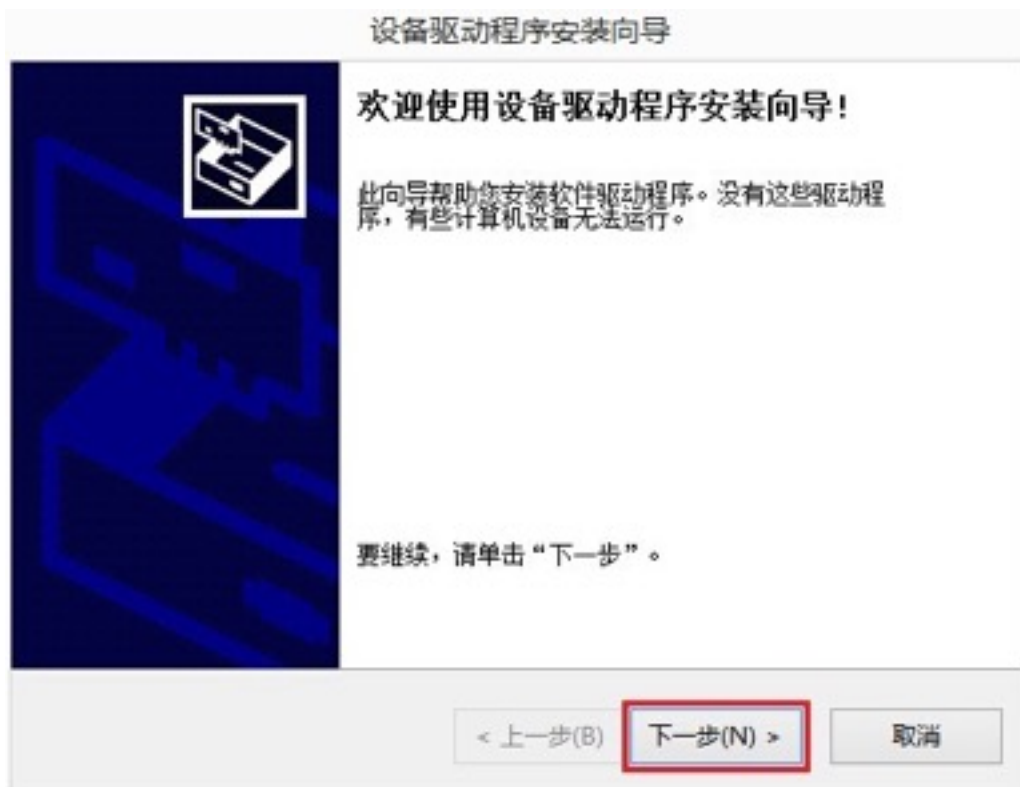 设备驱动程序安装向导
欢迎使用设备驱动程序安装向导!
此向导帮助您安装软件驱动程序。没有这些驱动程
序，有些计算机设备无法运行。
要继续，请单击“下一步”。
< 上一步(B)
下一步(N) >
取消